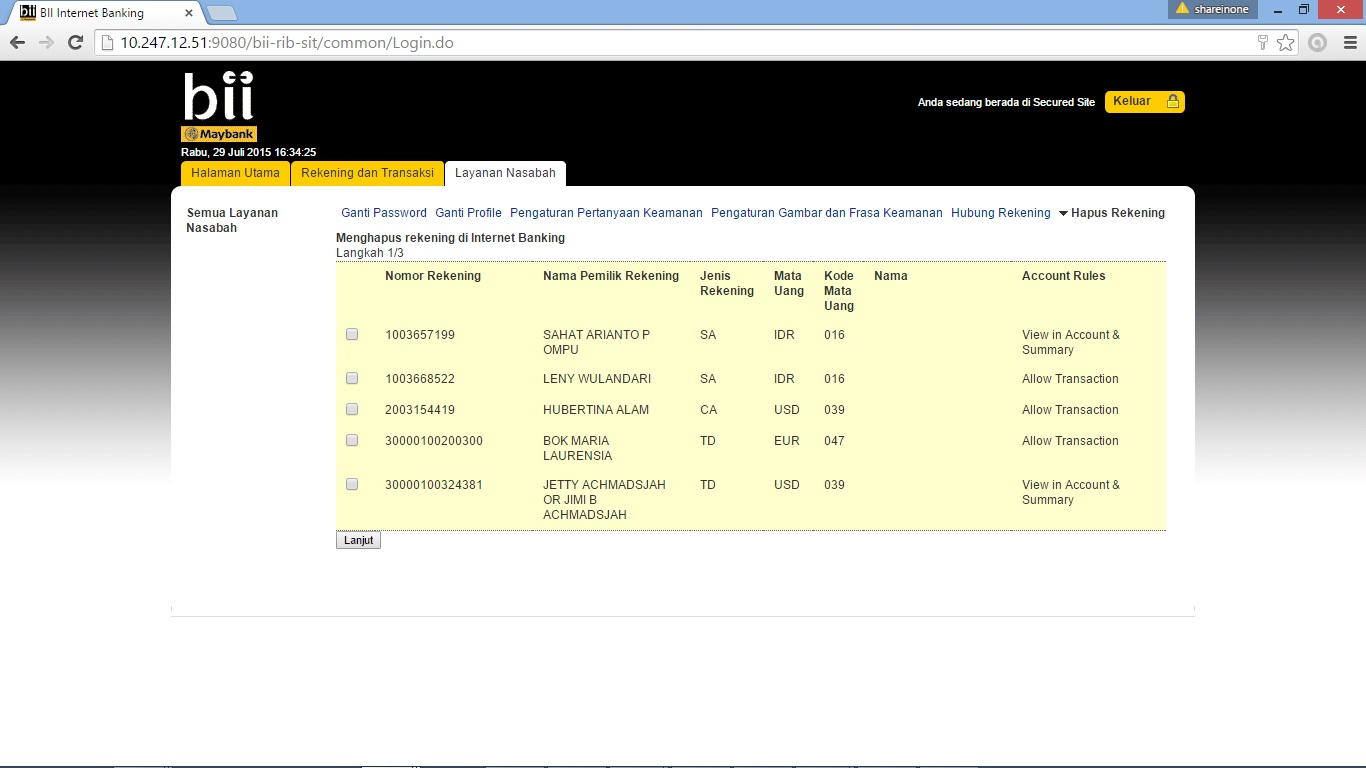 BII Internet Banking
shareinone
10.247.12.51:9080/bii-rib-sit/common/Login.do
bii
Maybank
Anda sedang berada di Secured Site
Keluar
Rabu, 29 Juli 2015 16:34:25
Halaman Utama Rekening dan Transaksi Layanan Nasabah
Semua Layanan
Nasabah
Ganti Password Ganti Profile Pengaturan Pertanyaan Keamanan Pengaturan Gambar dan Frasa Keamanan Hubung Rekening Hapus Rekening
Menghapus rekening di Internet Banking
Langkah 1/3
Nomor Rekening Nama Pemilik Rekening Jenis Mata Kode Nama Account Rules
Rekening Uang Mata
Uang
1003657199 SAHAT ARIANTO P SA IDR 016 View in Account &
OMPU Summary
1003668522 LENY WULANDARI SA IDR 016 Allow Transaction
2003154419 HUBERTINA ALAM CA USD 039 Allow Transaction
30000100200300 BOK MARIA TD EUR 047 Allow Transaction
LAURENSIA
30000100324381 JETTY ACHMADSJAH TD USD 039 View in Account &
OR JIMI B Summary
ACHMADSJAH
Lanjut